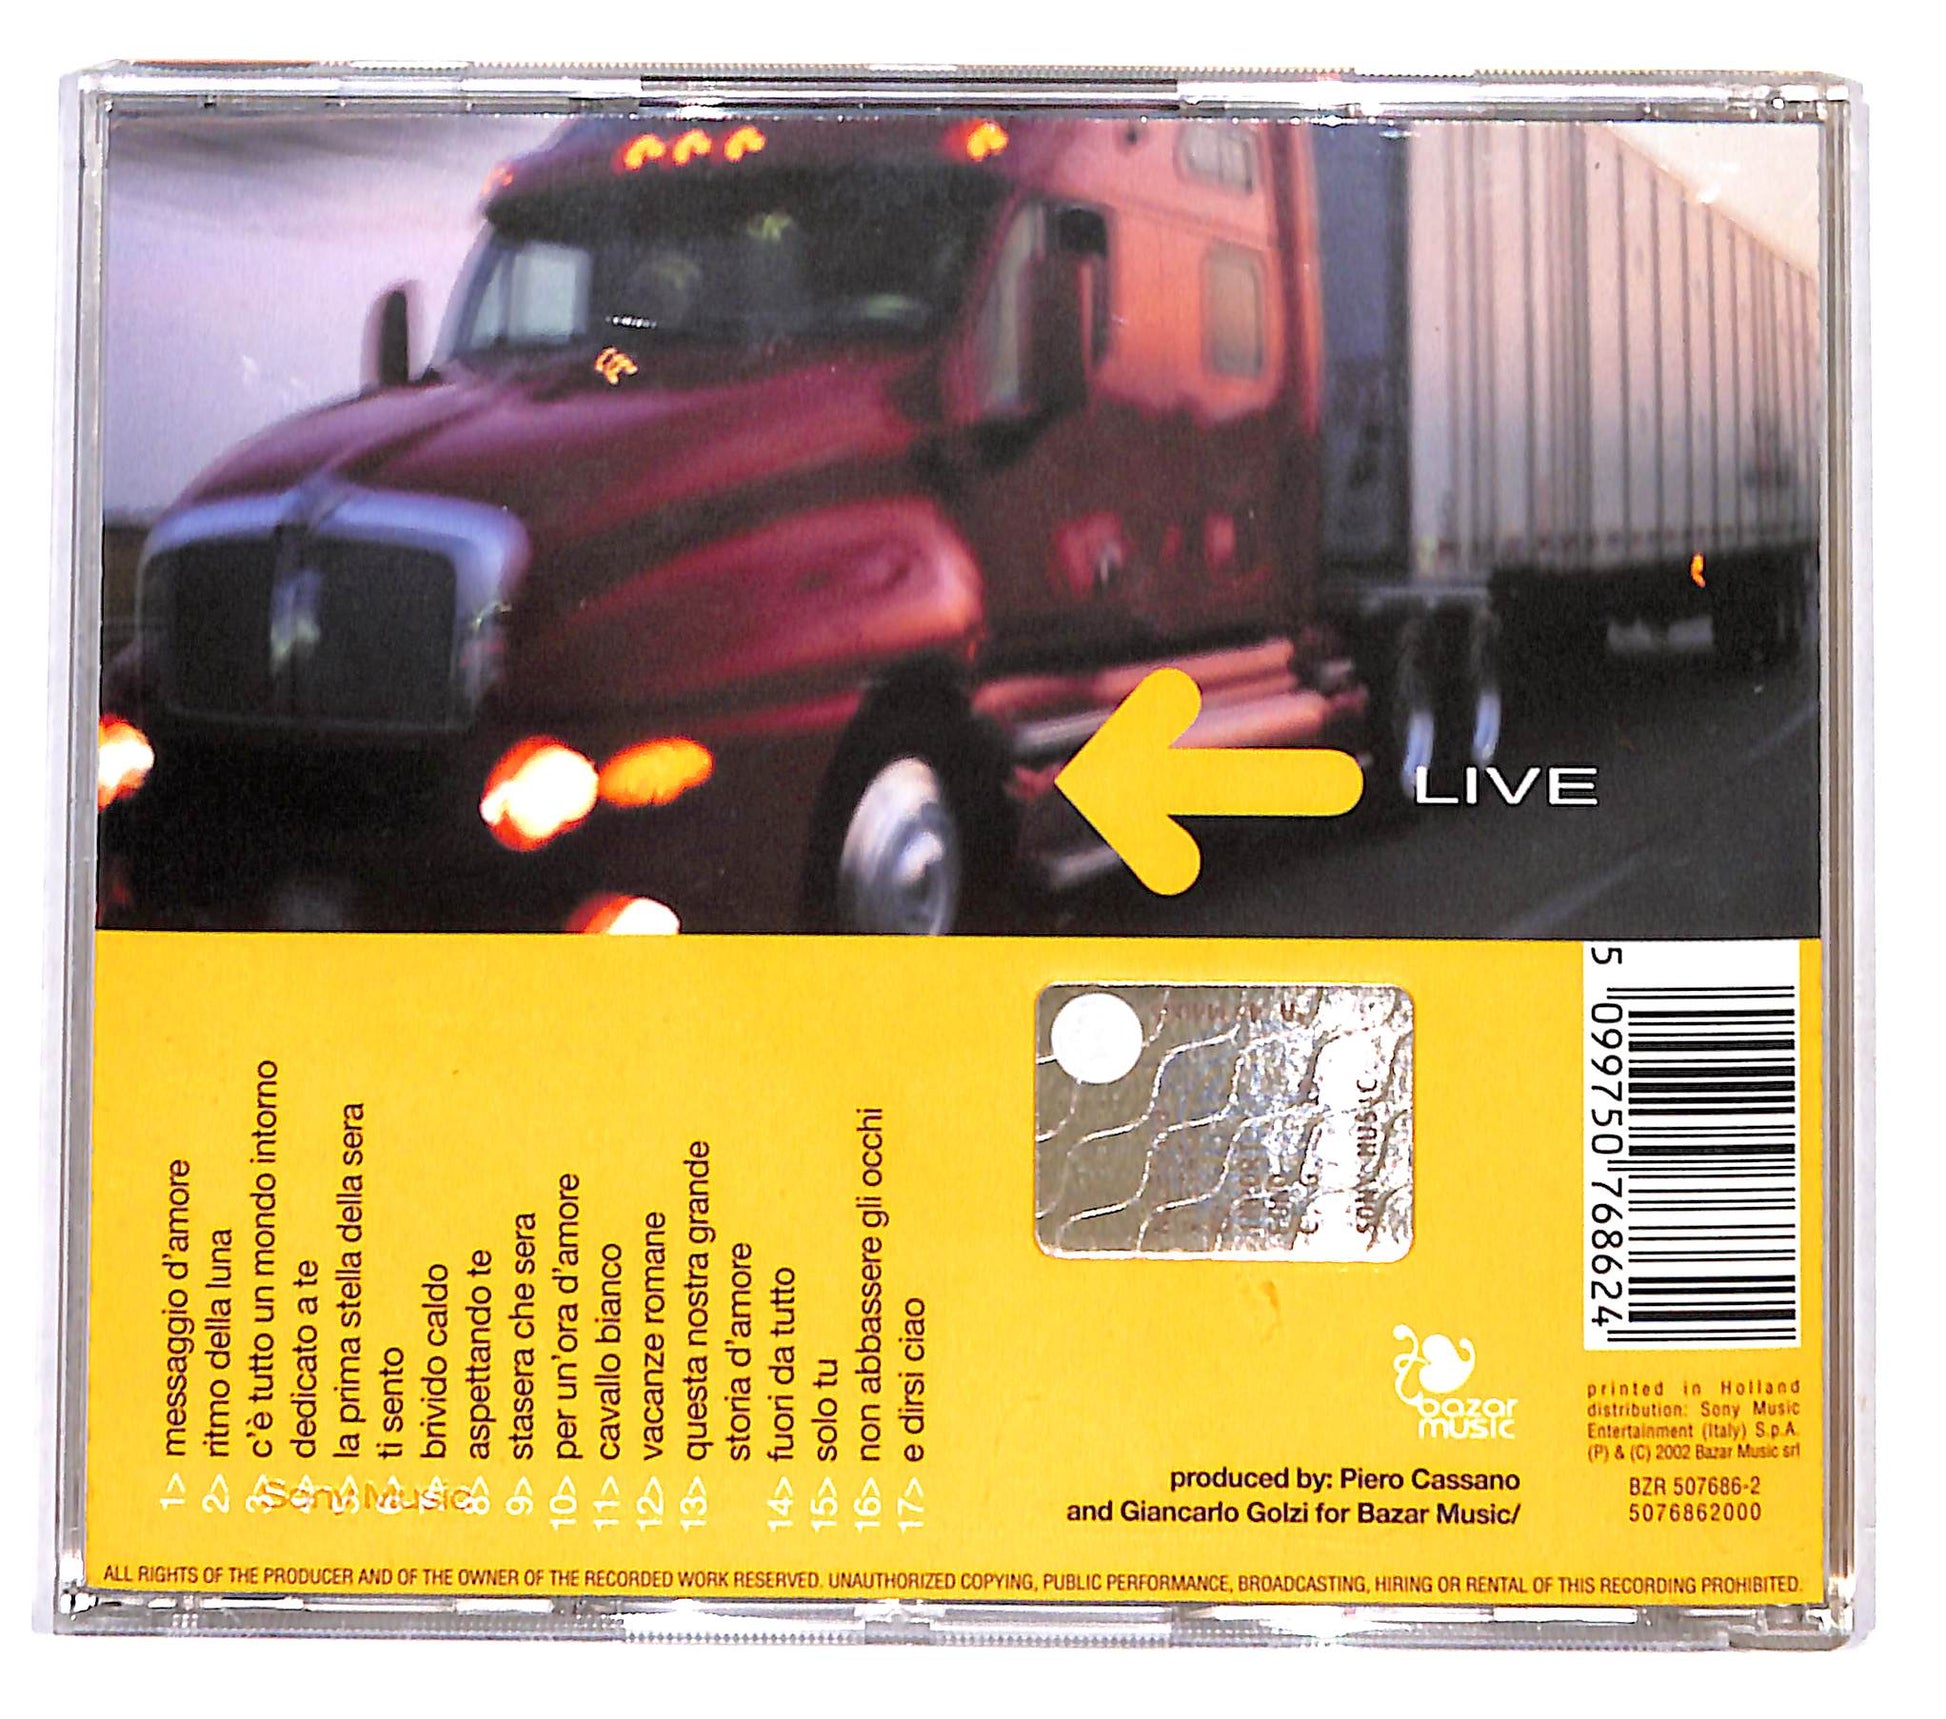 LIVE
1> messaggio d'amore
2> ritmo della luna
3> c'è tutto un mondo intorno
4> dedicato a te
5> la prima stella della sera
6> ti sento
7> brivido caldo
8> aspettando te
9> stasera che sera
10> per un'ora d'amore
11> cavallo bianco
12> vacanze romane
13> questa nostra grande
storia d'amore
14> fuori da tutto
15> solo tu
16> non abbassere gli occhi
17> e dirsi ciao
Sony Music
SONY MUSIC
bazar
music
produced by: Piero Cassano
and Giancarlo Golzi for Bazar Music/
5 099750 768624
printed in Holland
distribution: Sony Music
Entertainment (Italy) S.p.A.
(P) & (C) 2002 Bazar Music srl
BZR 507686-2
5076862000
ALL RIGHTS OF THE PRODUCER AND OF THE OWNER OF THE RECORDED WORK RESERVED. UNAUTHORIZED COPYING, PUBLIC PERFORMANCE, BROADCASTING, HIRING OR RENTAL OF THIS RECORDING PROHIBITED.